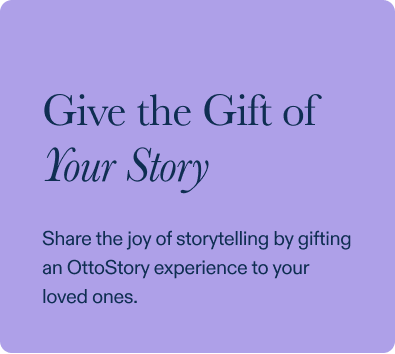 Give the Gift of
Your Story
Share the joy of storytelling by gifting
an OttoStory experience to your
loved ones.